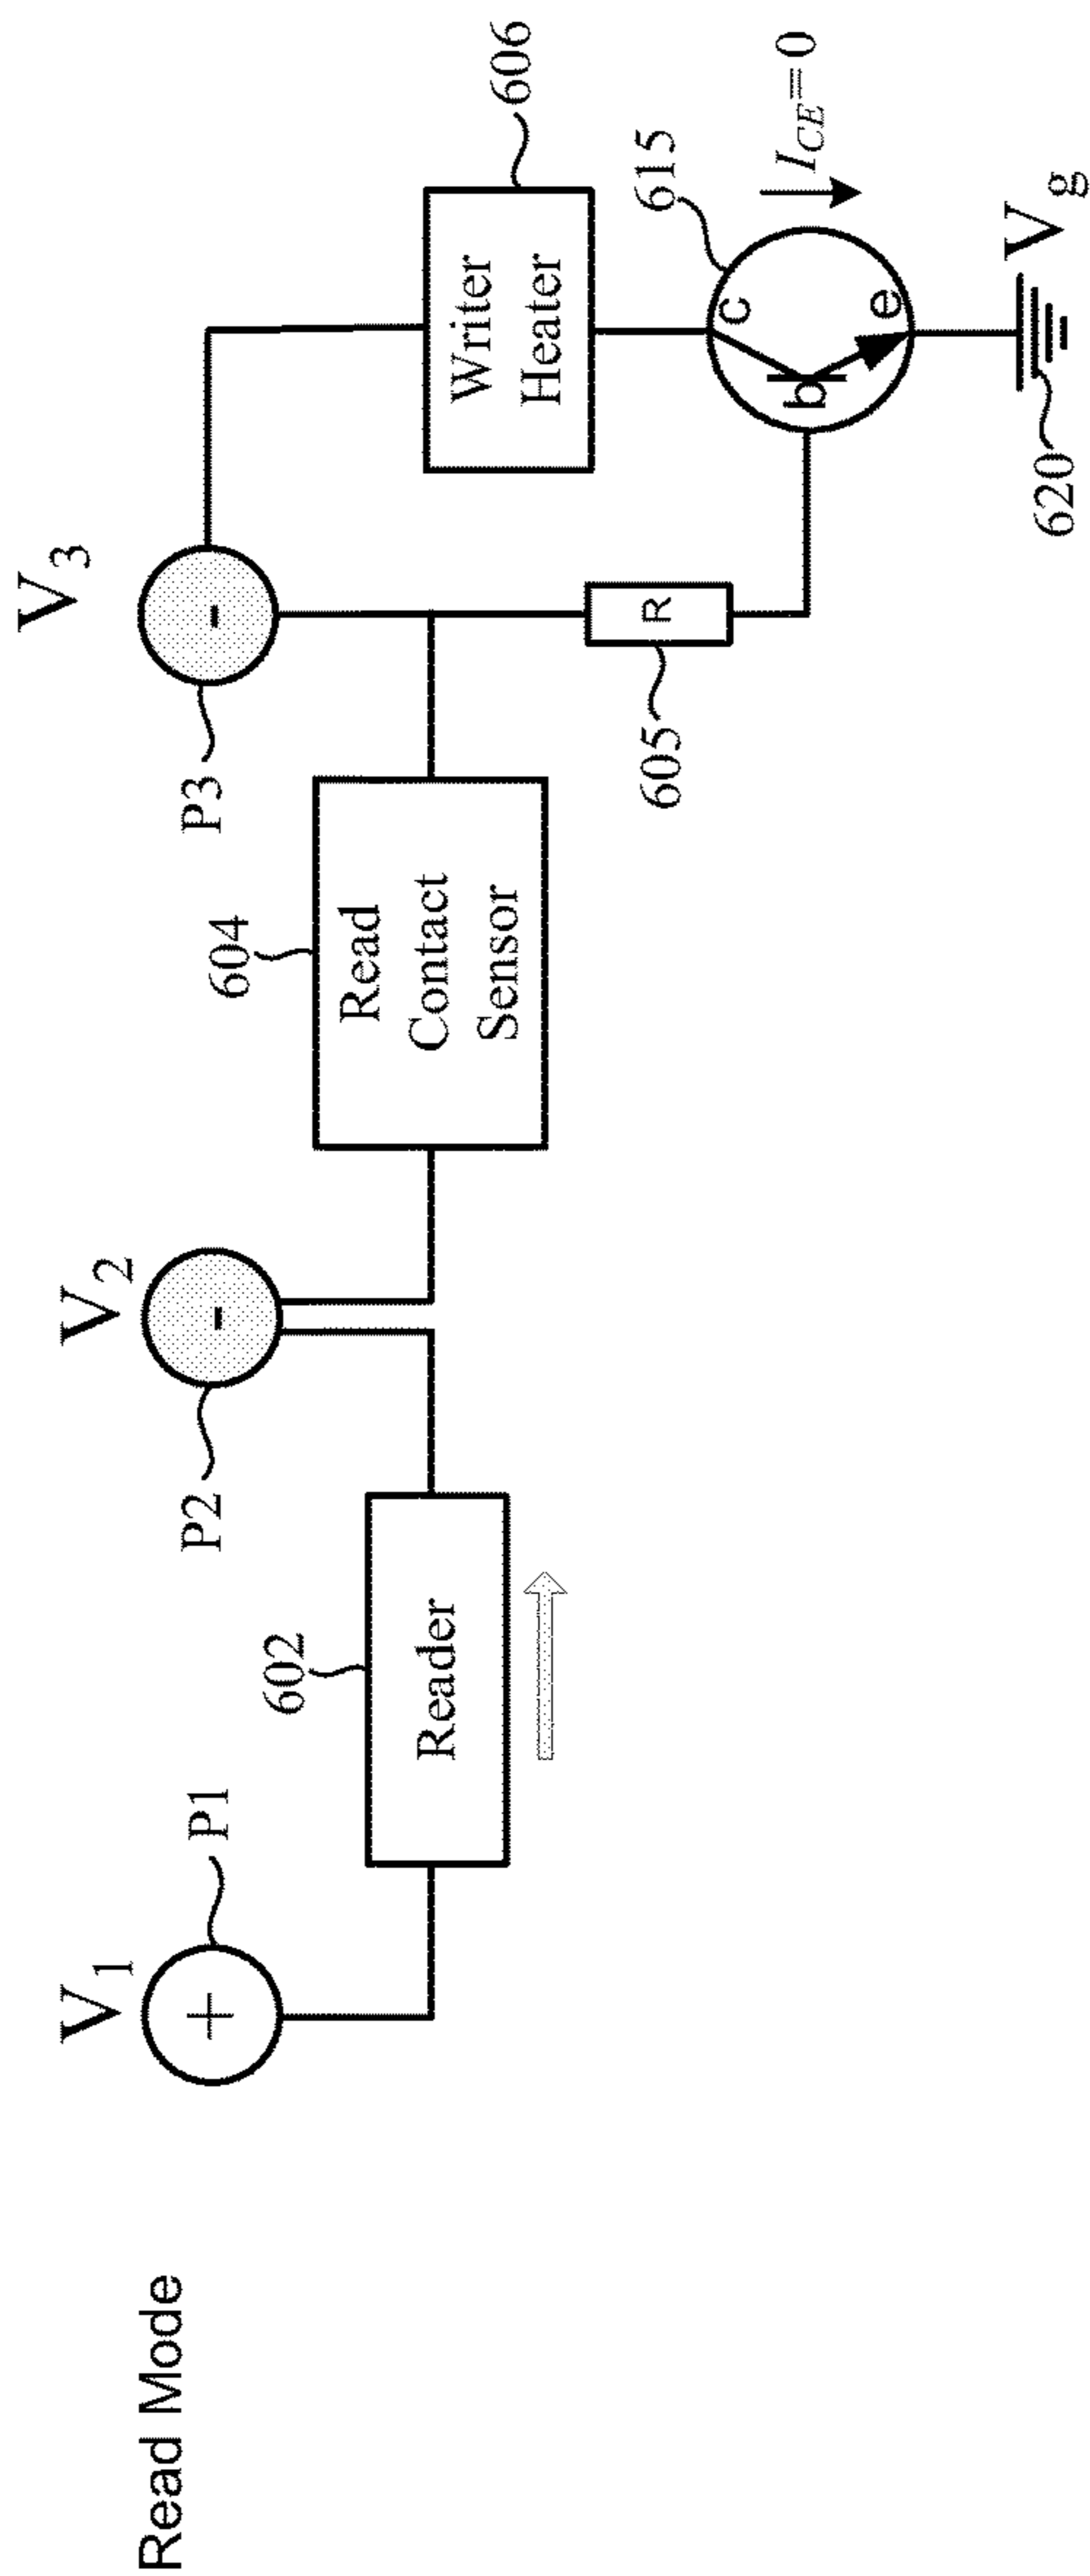 Read Mode
V1
+
P1
602
Reader
V2
-
P2
604
Read
Contact
Sensor
V3
-
P3
605
R
Writer
Heater
606
615
c
b
e
ICE=0
620
Vg